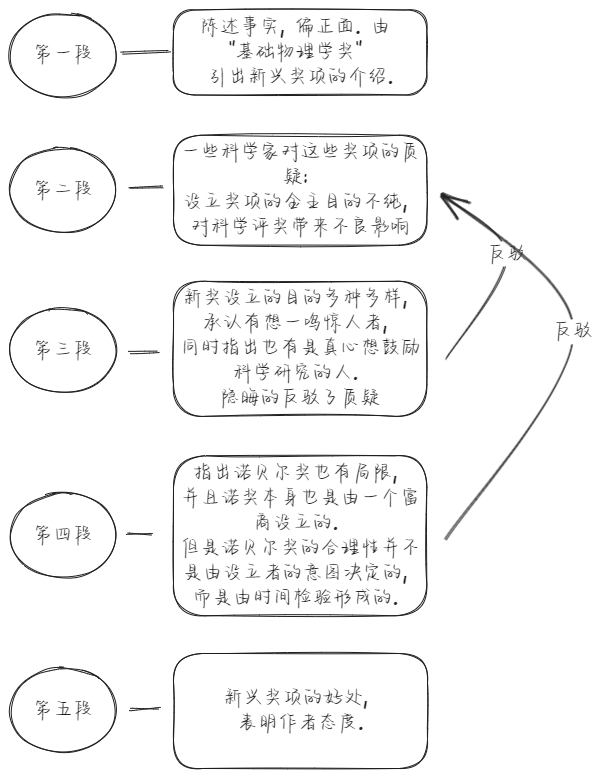 第一段
陈述事实, 偏正面. 由
"基础物理学奖"
引出新兴奖项的介绍.
第二段
一些科学家对这些奖项的质
疑:
设立奖项的金主目的不纯,
对科学评奖带来不良影响
反驳
第三段
新奖设立的目的多种多样,
承认有想一鸣惊人者,
同时指出也有是真心想鼓励
科学研究的人.
隐晦的反驳了质疑
反驳
第四段
指出诺贝尔奖也有局限,
并且诺奖本身也是由一个富
商设立的.
但是诺贝尔奖的合理性并不
是由设立者的意图决定的,
而是由时间检验形成的.
第五段
新兴奖项的好处,
表明作者态度.